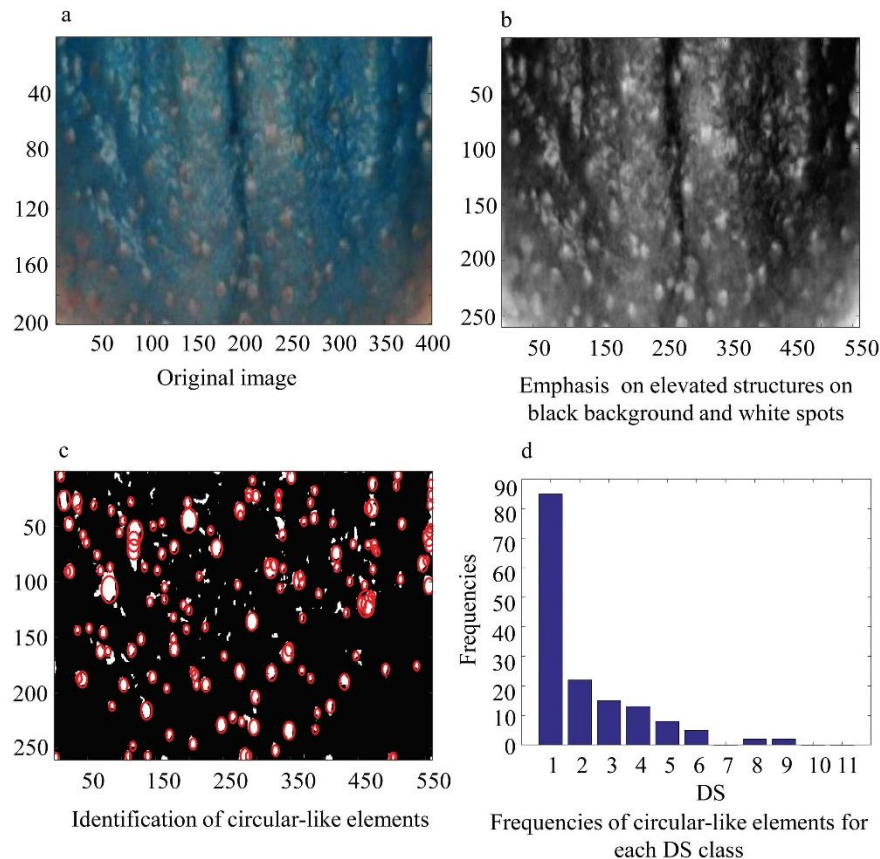 a
40
80
120
160
200
50 100 150 200 250 300 350 400
Original image
b
50
100
150
200
250
50 150 250 350 450 550
Emphasis on elevated structures on
black background and white spots
c
50
100
150
200
250
50 150 250 350 450 550
Identification of circular-like elements
d
90
80
70
60
50
40
30
20
10
0
Frequencies
1 2 3 4 5 6 7 8 9 10 11
DS
Frequencies of circular-like elements for
each DS class